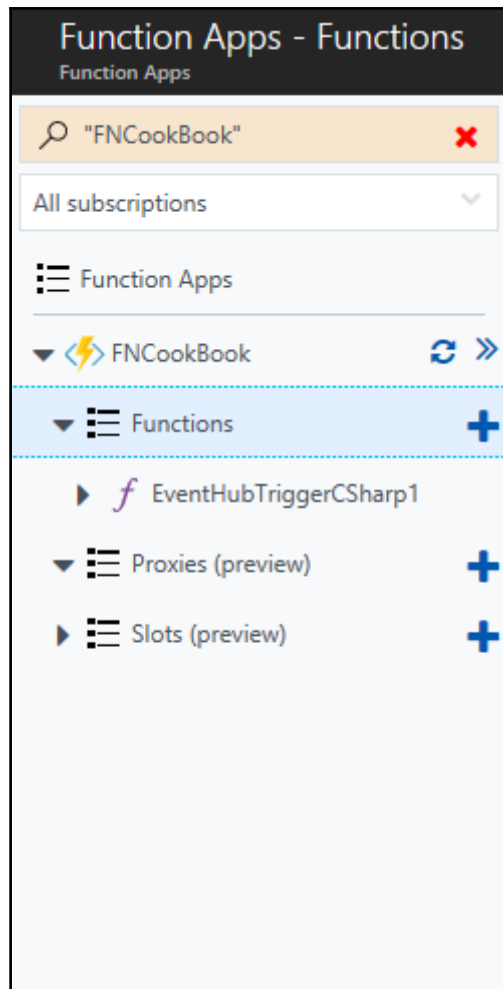 Function Apps - Functions
Function Apps
"FNCookBook"
All subscriptions
Function Apps
FNCookBook
Functions
f EventHubTriggerCSharp1
Proxies (preview)
Slots (preview)